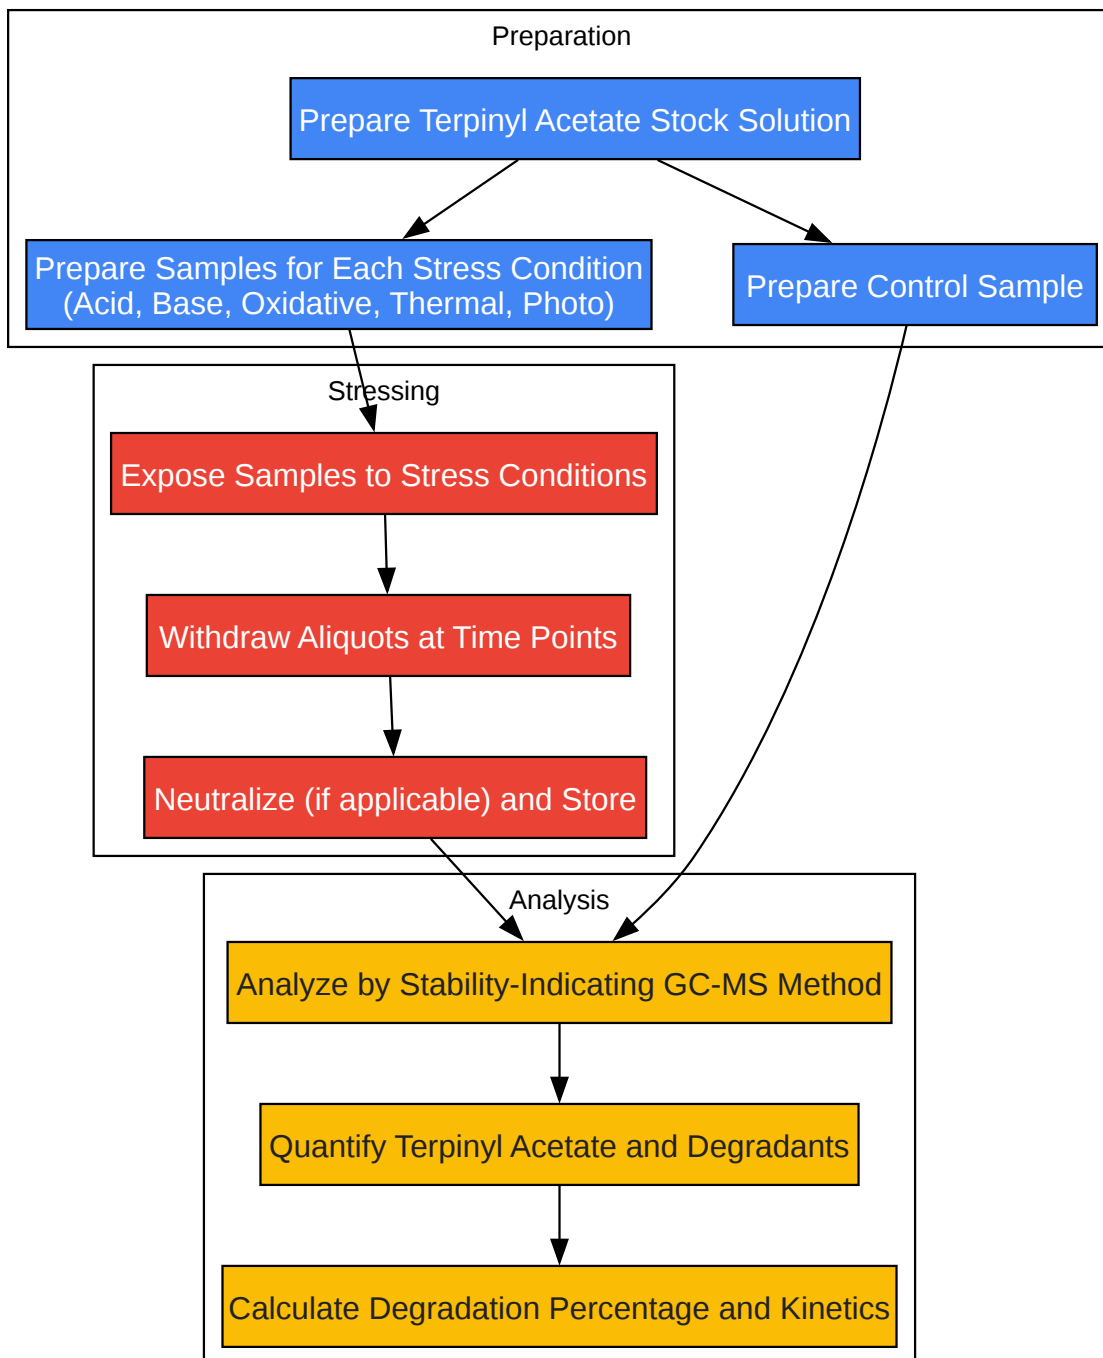 Preparation
Prepare Terpinyl Acetate Stock Solution
Prepare Samples for Each Stress Condition
(Acid, Base, Oxidative, Thermal, Photo)
Prepare Control Sample
Stressing
Expose Samples to Stress Conditions
Withdraw Aliquots at Time Points
Neutralize (if applicable) and Store
Analysis
Analyze by Stability-Indicating GC-MS Method
Quantify Terpinyl Acetate and Degradants
Calculate Degradation Percentage and Kinetics